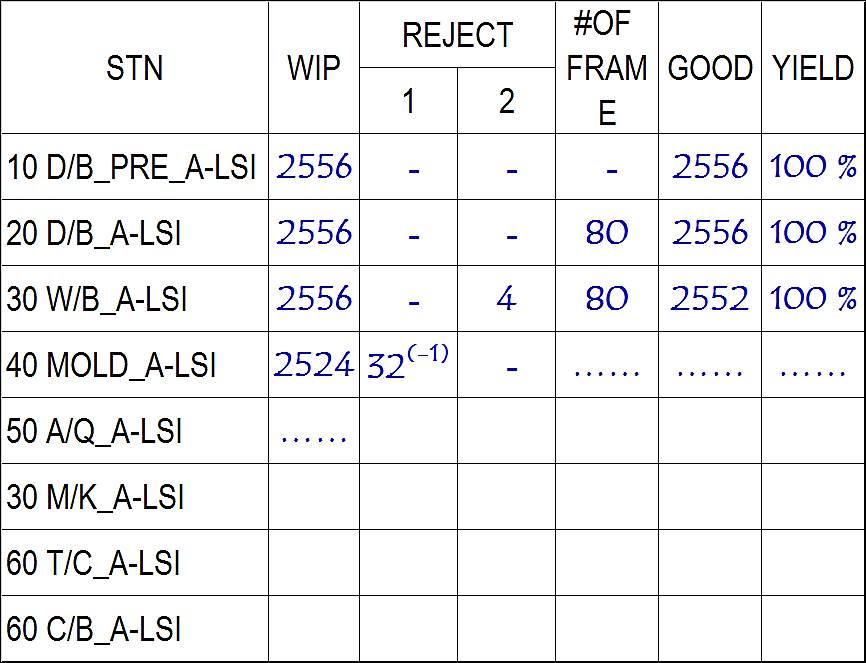 STN WIP REJECT #OF FRAM E GOOD YIELD
1 2
10 D/B_PRE_A-LSI 2556 - - - 2556 100 %
20 D/B_A-LSI 2556 - - 80 2556 100 %
30 W/B_A-LSI 2556 - 4 80 2552 100 %
40 MOLD_A-LSI 2524 32(-1) - ...... ...... ......
50 A/Q_A-LSI ......
30 M/K_A-LSI
60 T/C_A-LSI
60 C/B_A-LSI